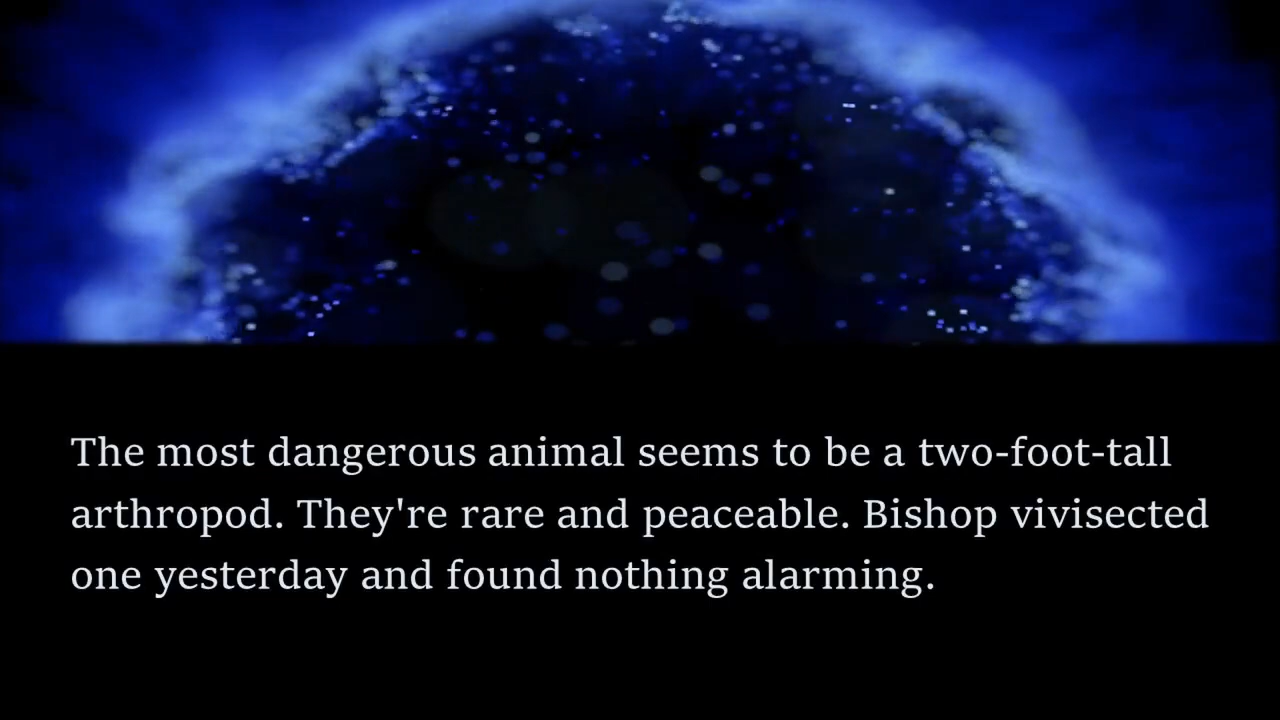 The most dangerous animal seems to be a two-foot-tall
arthropod. They're rare and peaceable. Bishop vivisected
one yesterday and found nothing alarming.